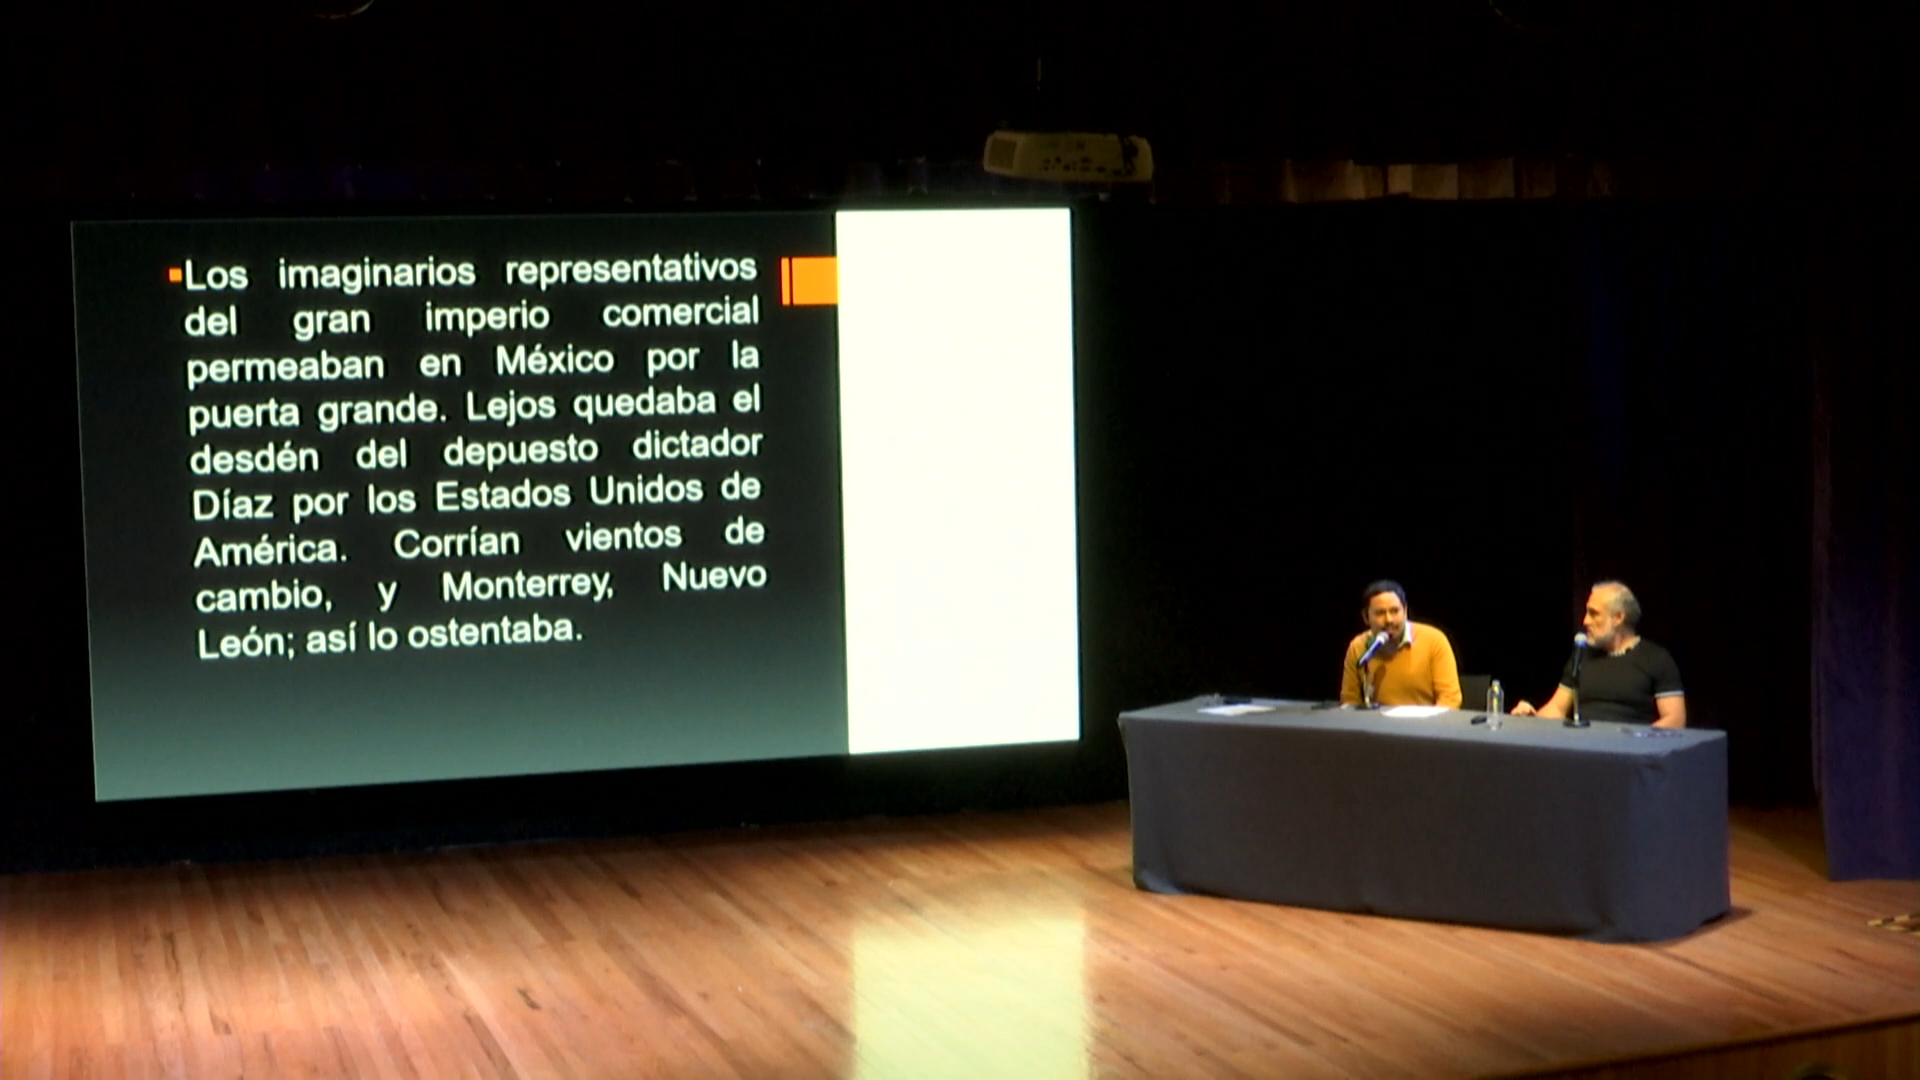 Los imaginarios representativos
del gran imperio comercial
permeaban en México por la
puerta grande. Lejos quedaba el
desdén del depuesto dictador
Díaz por los Estados Unidos de
América. Corrían vientos de
cambio, y Monterrey, Nuevo
León; así lo ostentaba.